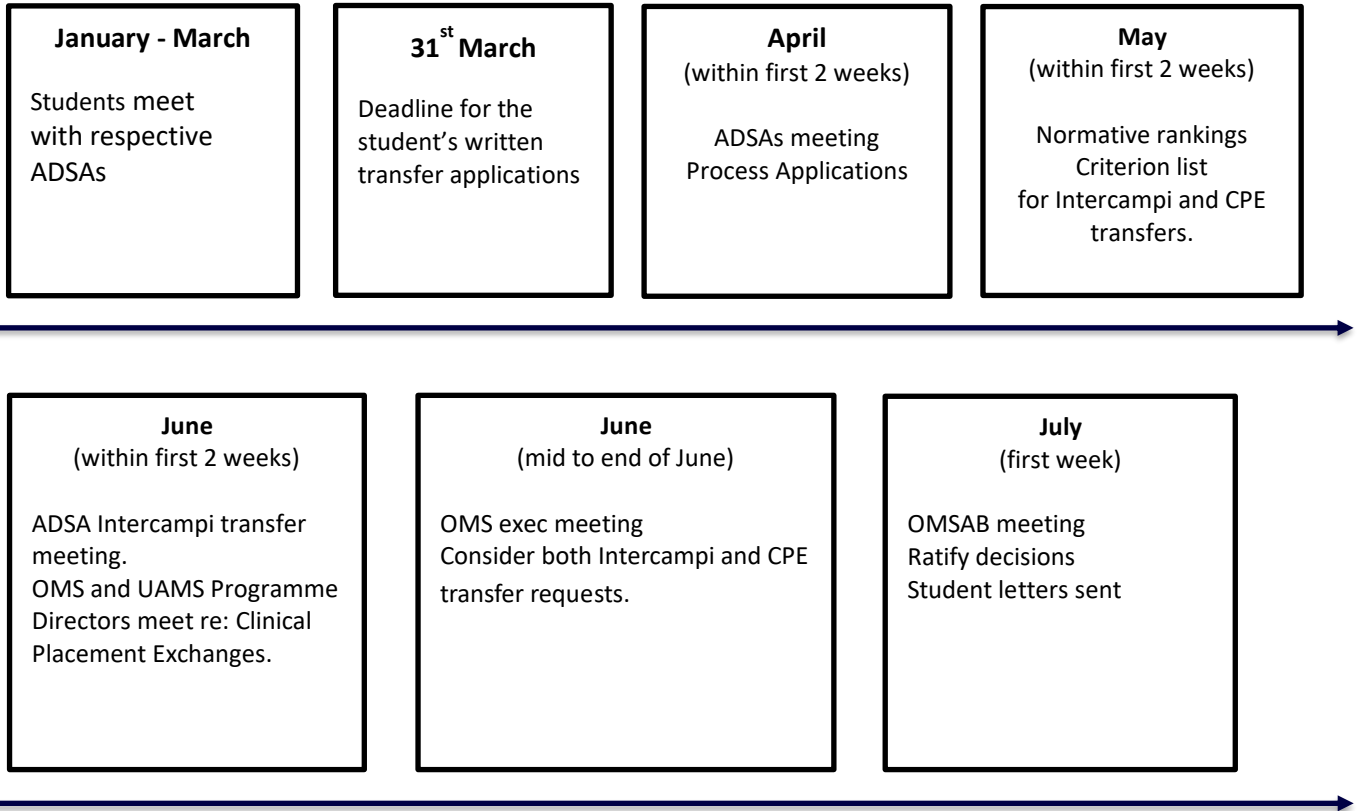 January - March
Students meet
with respective
ADSAs
31st March
Deadline for the
student’s written
transfer applications
April
(within first 2 weeks)
ADSAs meeting
Process Applications
May
(within first 2 weeks)
Normative rankings
Criterion list
for Intercampi and CPE
transfers.
June
(within first 2 weeks)
ADSA Intercampi transfer
meeting.
OMS and UAMS Programme
Directors meet re: Clinical
Placement Exchanges.
June
(mid to end of June)
OMS exec meeting
Consider both Intercampi and CPE
transfer requests.
July
(first week)
OMSAB meeting
Ratify decisions
Student letters sent